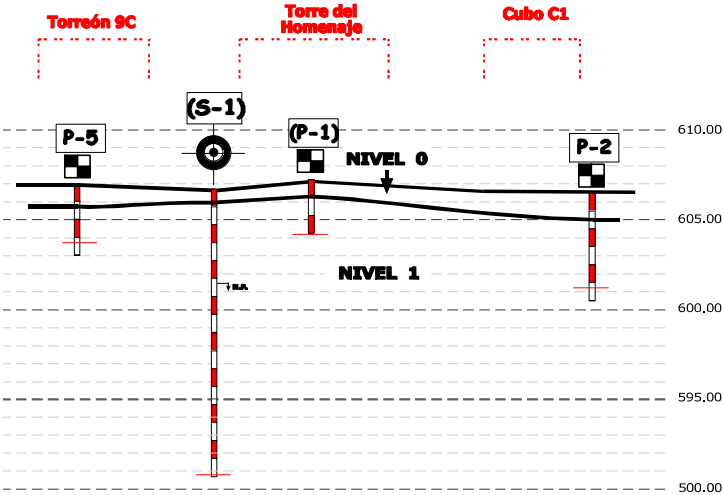 Torreón 9C
Torre del
Homenaje
Cubo C1
(S-1)
P-5
(P-1)
P-2
NIVEL 0
NIVEL 1
N.F.
610.00
605.00
600.00
595.00
500.00